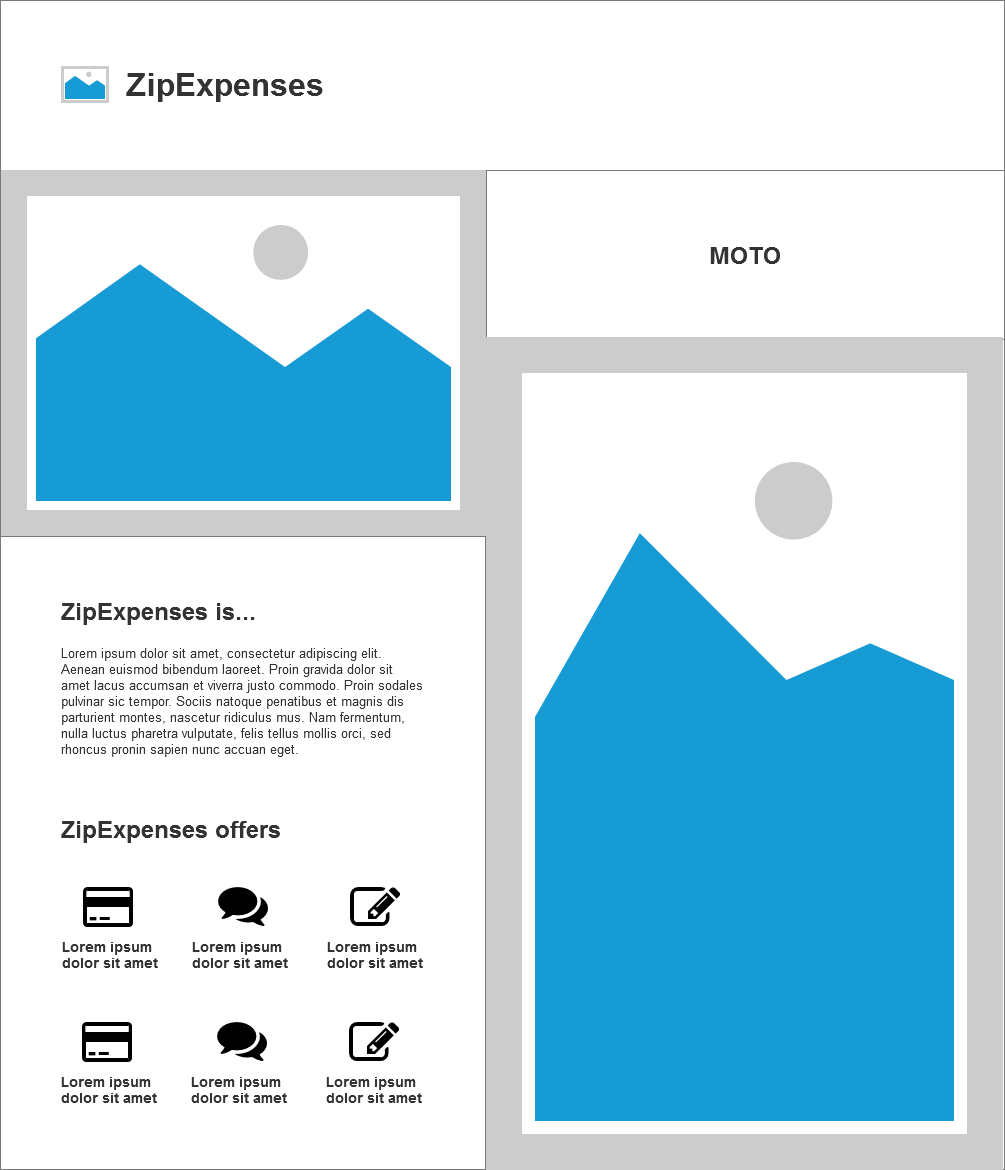 ZipExpenses
MOTO
ZipExpenses is...
Lorem ipsum dolor sit amet, consectetur adipiscing elit.
Aenean euismod bibendum laoreet. Proin gravida dolor sit
amet lacus accumsan et viverra justo commodo. Proin sodales
pulvinar sic tempor. Sociis natoque penatibus et magnis dis
parturient montes, nascetur ridiculus mus. Nam fermentum,
nulla luctus pharetra vulputate, felis tellus mollis orci, sed
rhoncus pronin sapien nunc accuan eget.
ZipExpenses offers
Lorem ipsum
dolor sit amet
Lorem ipsum
dolor sit amet
Lorem ipsum
dolor sit amet
Lorem ipsum
dolor sit amet
Lorem ipsum
dolor sit amet
Lorem ipsum
dolor sit amet